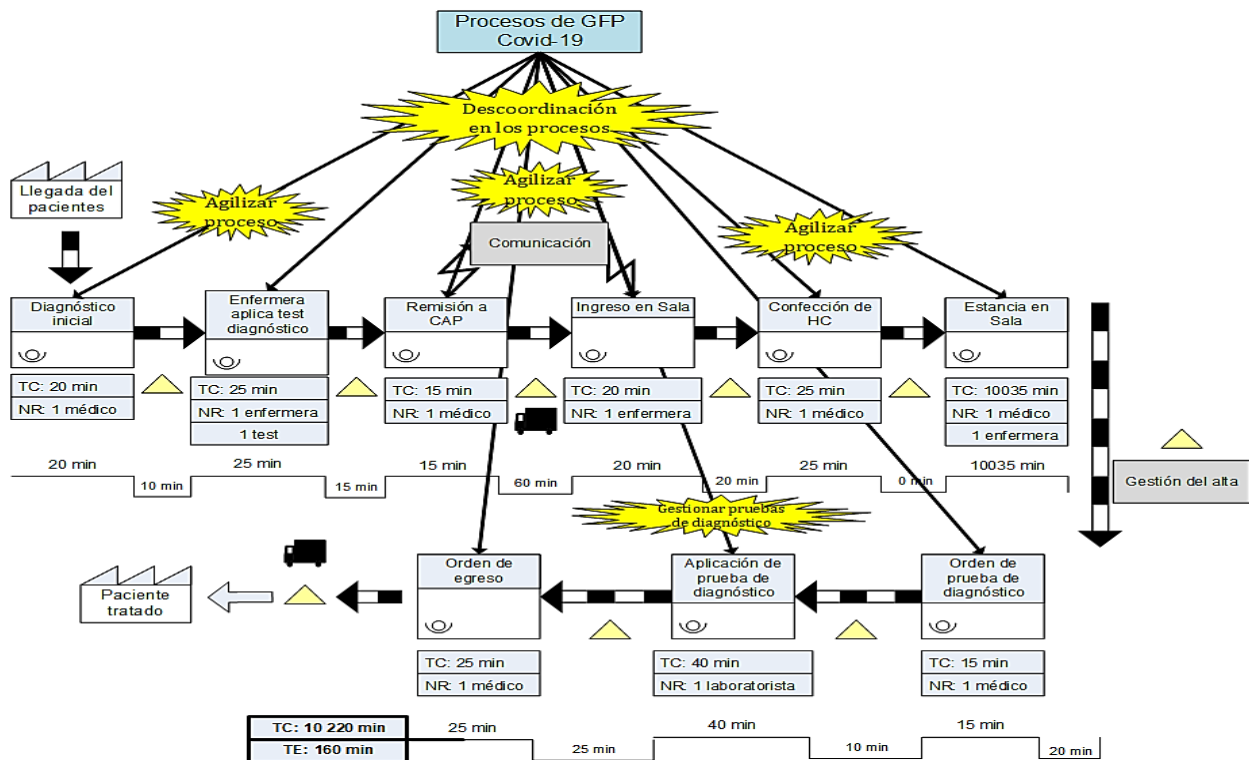 Procesos de GFP
Covid-19
Descoordinación
en los procesos
Llegada del
pacientes
Agilizar
proceso
Agilizar
proceso
Agilizar
proceso
Comunicación
Diagnóstico
inicial
TC: 20 min
NR: 1 médico
Enfermera
aplica test
diagnóstico
TC: 25 min
NR: 1 enfermera
1 test
Remisión a
CAP
TC: 15 min
NR: 1 médico
Ingreso en Sala
TC: 20 min
NR: 1 enfermera
Confección de
HC
TC: 25 min
NR: 1 médico
Estancia en
Sala
TC: 10035 min
NR: 1 médico
1 enfermera
20 min
10 min
25 min
15 min
15 min
60 min
20 min
20 min
25 min
0 min
10035 min
Gestión del alta
Gestionar pruebas
de diagnóstico
Paciente
tratado
Orden de
egreso
TC: 25 min
NR: 1 médico
Aplicación de
prueba de
diagnóstico
TC: 40 min
NR: 1 laboratorista
Orden de
prueba de
diagnóstico
TC: 15 min
NR: 1 médico
TC: 10 220 min
TE: 160 min
25 min
25 min
40 min
10 min
15 min
20 min